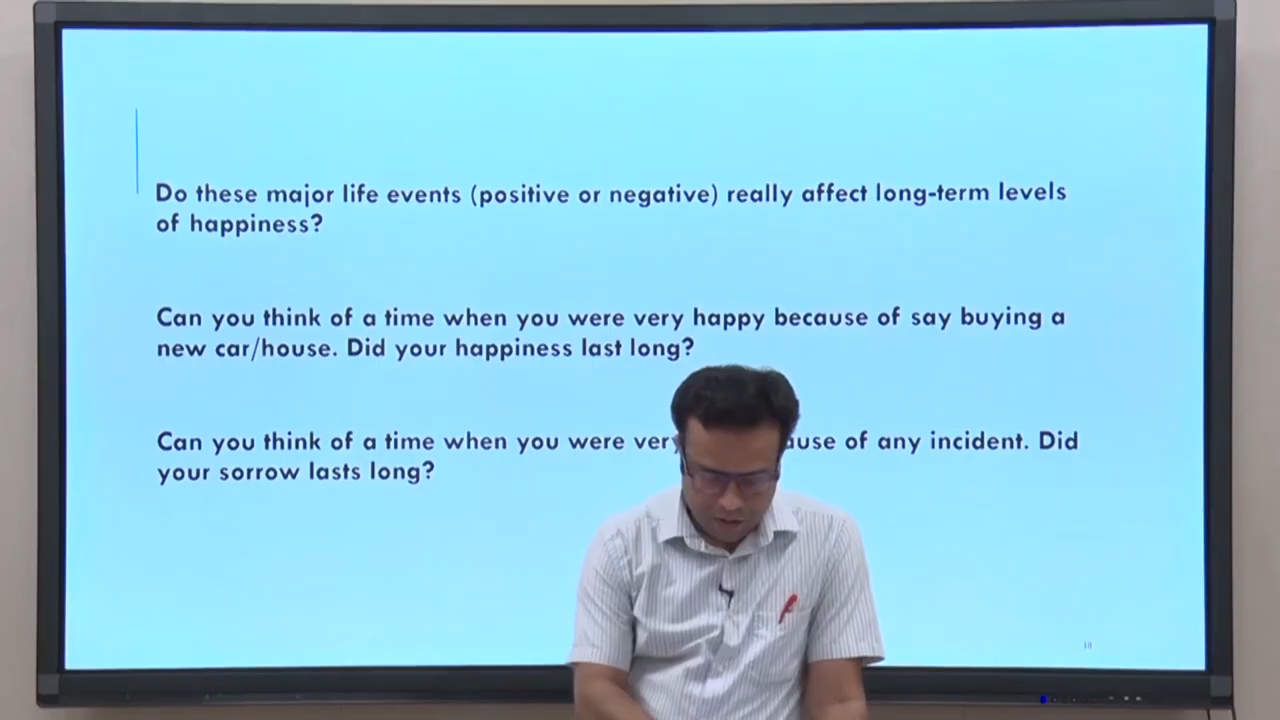 Do these major life events (positive or negative) really affect long-term levels
of happiness?
Can you think of a time when you were very happy because of say buying a
new car/house. Did your happiness last long?
Can you think of a time when you were of any incident. Did
your sorrow lasts long?
10